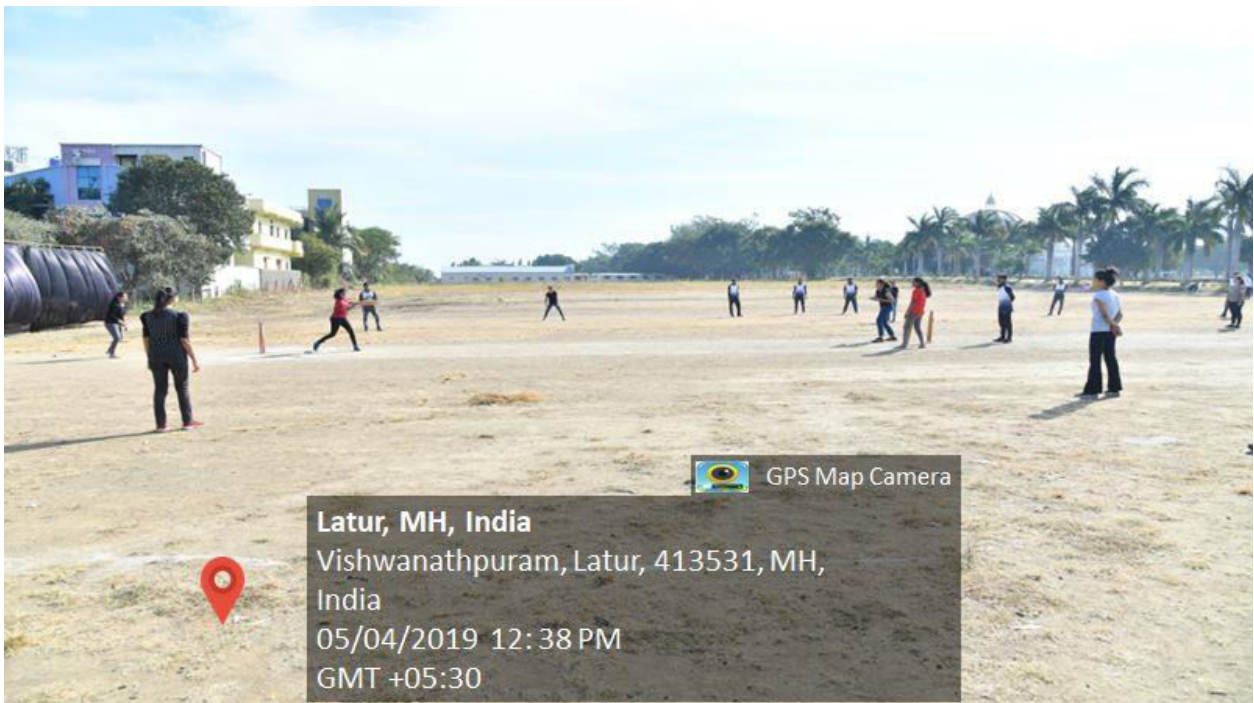 GPS Map Camera
Latur, MH, India
Vishwanathpuram, Latur, 413531, MH,
India
05/04/2019 12:38 PM
GMT +05:30